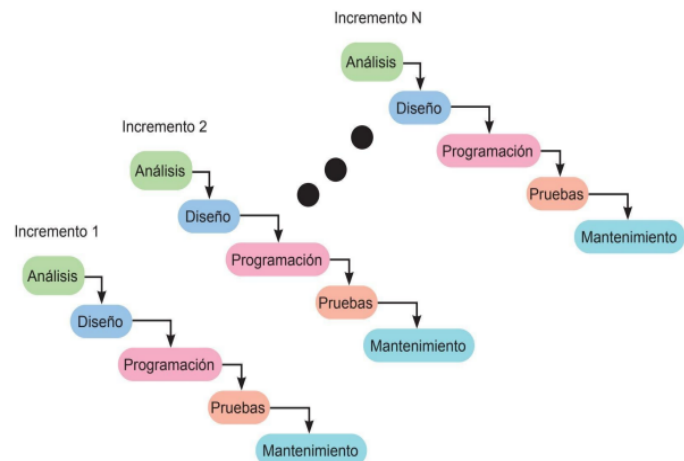 Incremento N
Análisis
Diseño
Programación
Pruebas
Mantenimiento
Incremento 2
Análisis
Diseño
Programación
Pruebas
Mantenimiento
Incremento 1
Análisis
Diseño
Programación
Pruebas
Mantenimiento